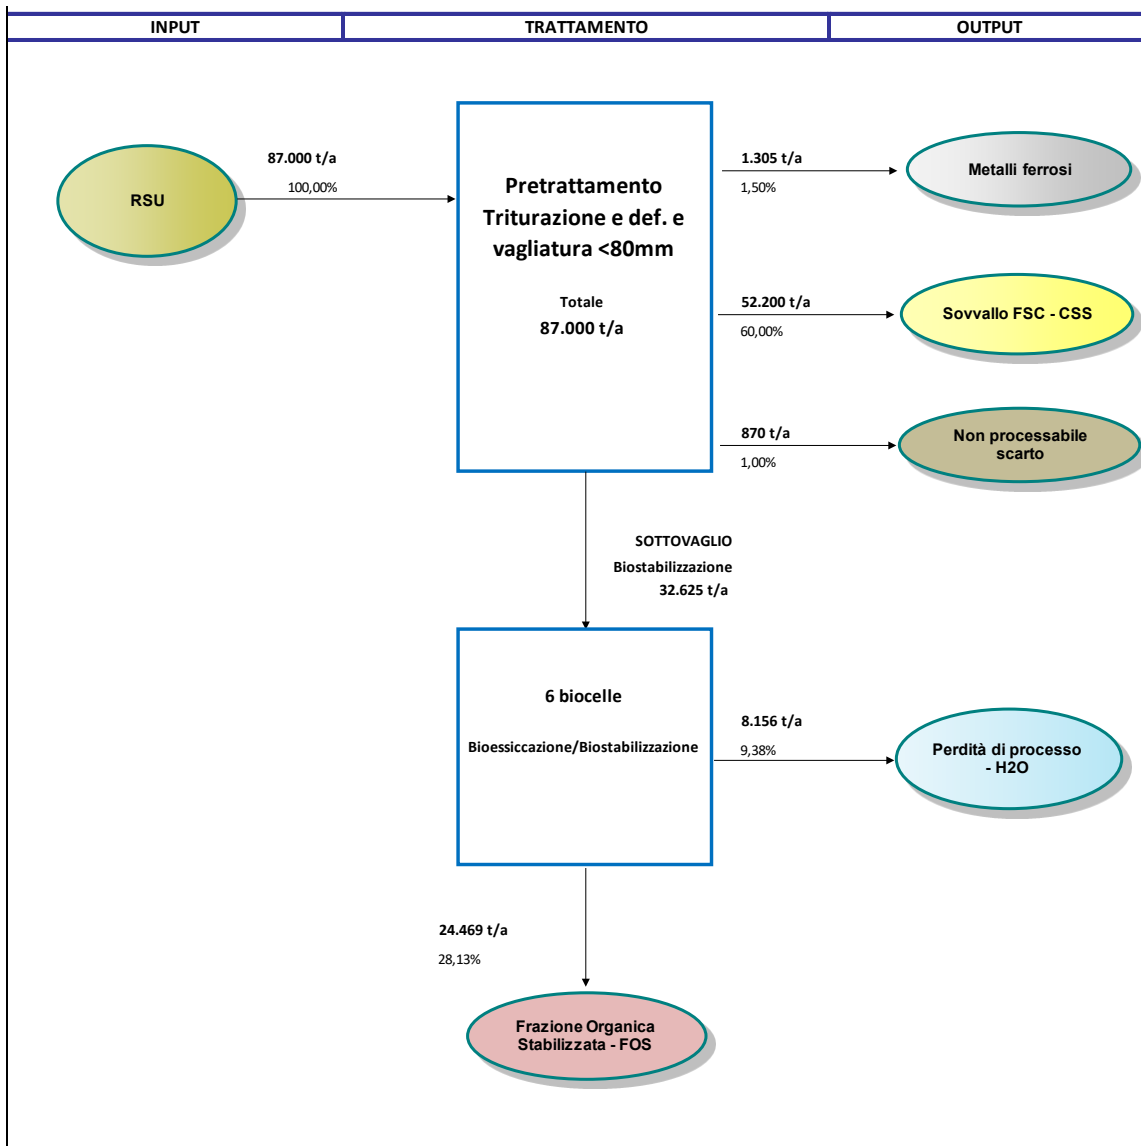 INPUT
TRATTAMENTO
OUTPUT
RSU
87.000 t/a
100,00%
Pretrattamento
Triturazione e def. e
vagliatura <80mm
Totale
87.000 t/a
1.305 t/a
1,50%
Metalli ferrosi
52.200 t/a
60,00%
Sovvallo FSC - CSS
870 t/a
1,00%
Non processabile
scarto
SOTTOVAGLIO
Biostabilizzazione
32.625 t/a
6 biocelle
Bioessiccazione/Biostabilizzazione
8.156 t/a
9,38%
Perdità di processo
- H2O
24.469 t/a
28,13%
Frazione Organica
Stabilizzata - FOS